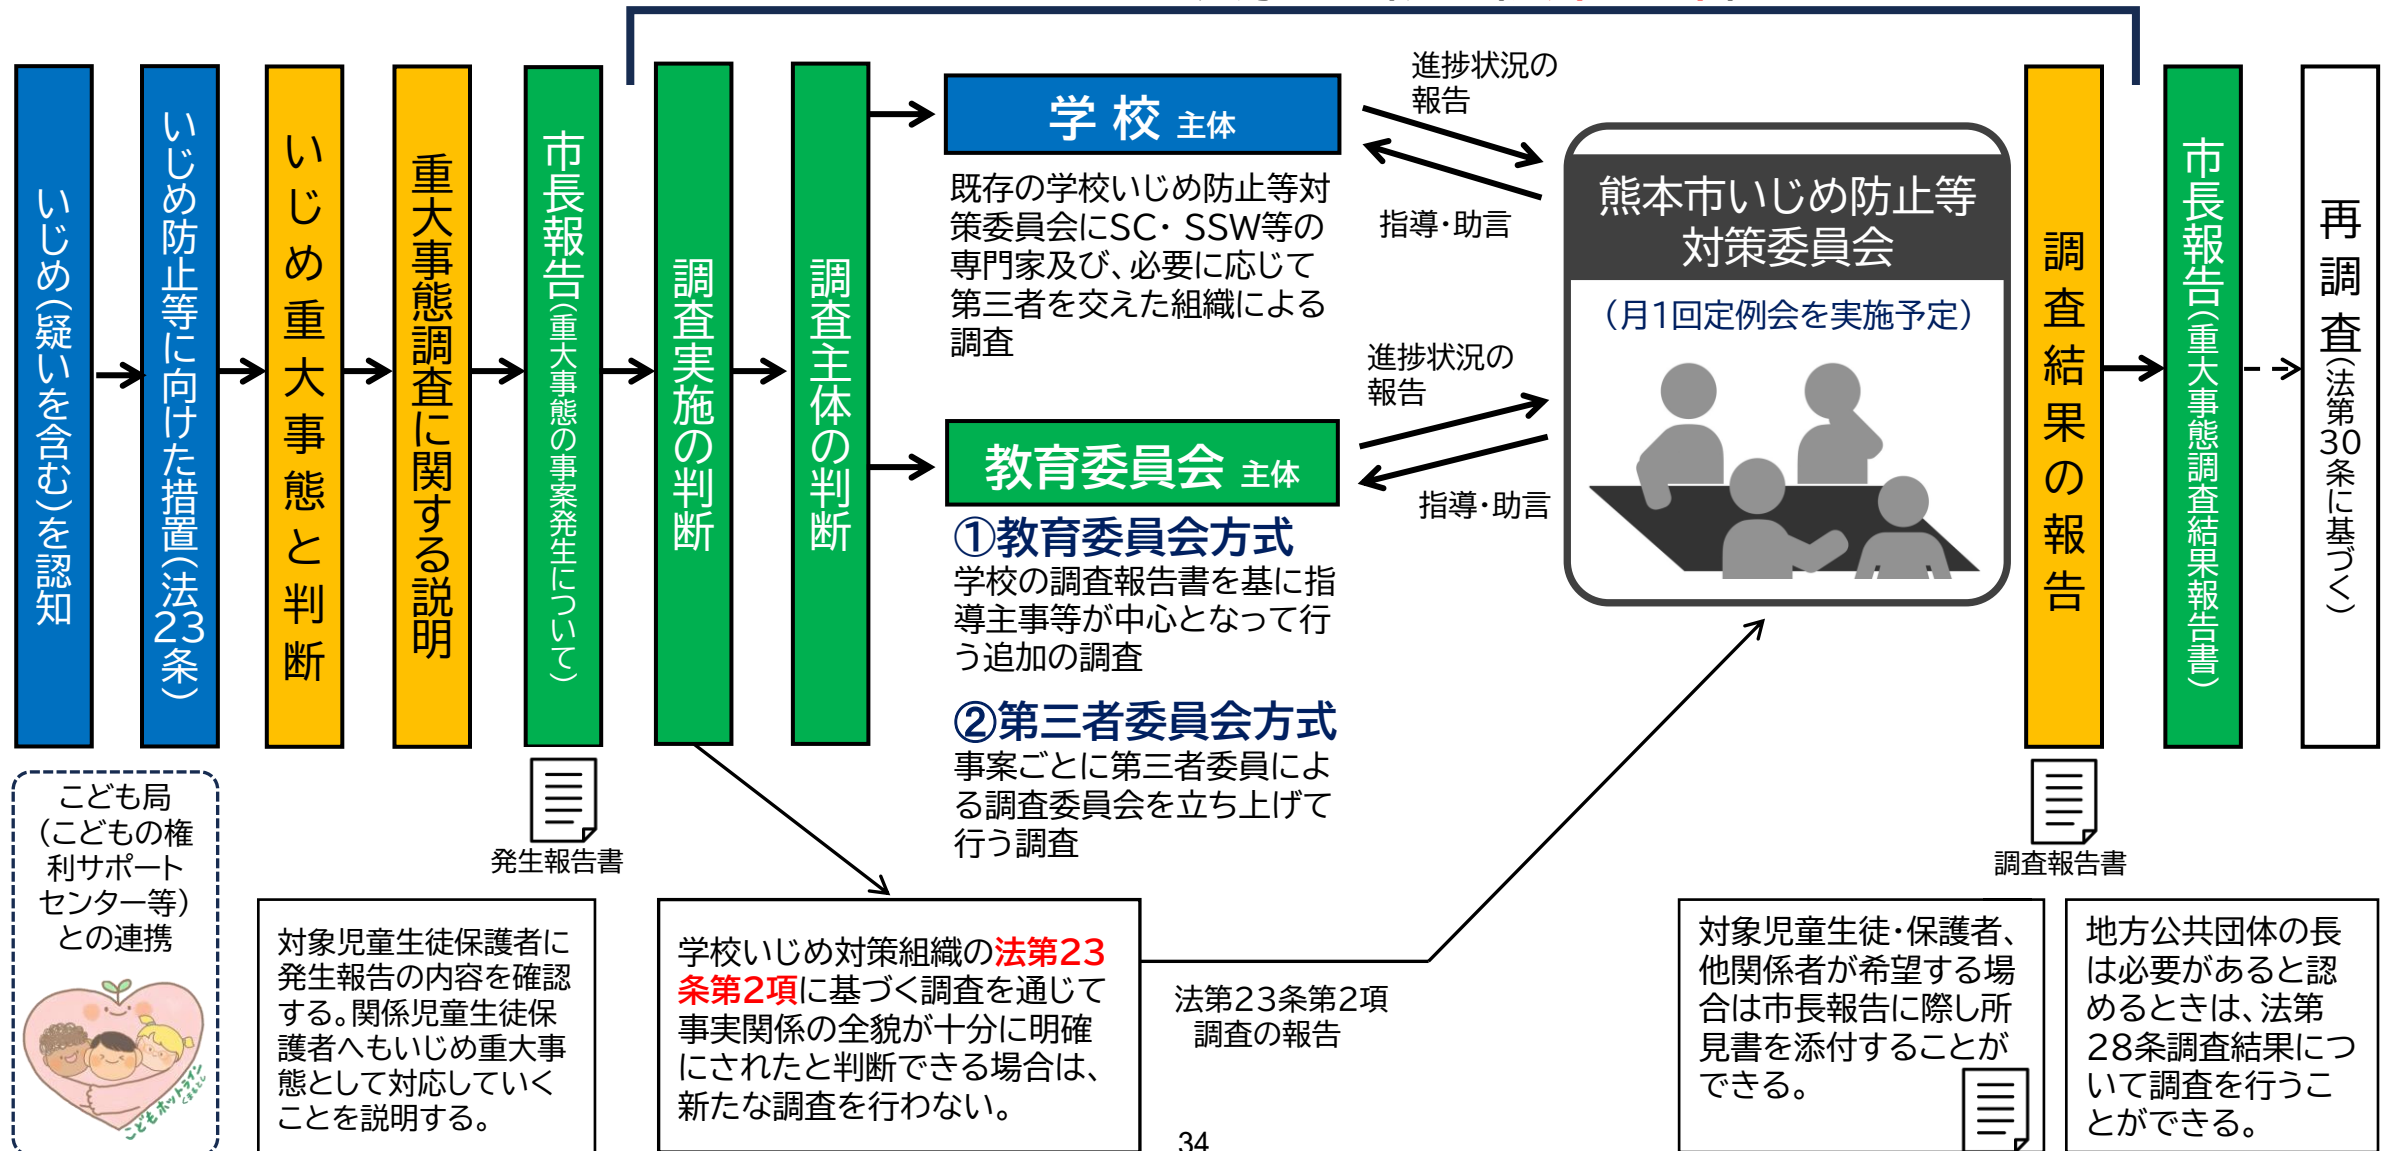 いじめ(疑いを含む)を認知
いじめ防止等に向けた措置(法23条)
いじめ重大事態と判断
重大事態調査に関する説明
市長報告(重大事態の事案発生について)
調査実施の判断
調査主体の判断
学 校 主体
既存の学校いじめ防止等対
策委員会にSC・SSW等の
専門家及び、必要に応じて
第三者を交えた組織による
調査
教育委員会 主体
①教育委員会方式
学校の調査報告書を基に指
導主事等が中心となって行
う追加の調査
②第三者委員会方式
事案ごとに第三者委員によ
る調査委員会を立ち上げて
行う調査
進捗状況の
報告
指導・助言
進捗状況の
報告
指導・助言
熊本市いじめ防止等
対策委員会
(月1回定例会を実施予定)
調査結果の報告
市長報告(重大事態調査結果報告書)
再調査(法第30条に基づく)
こども局
(こどもの権
利サポート
センター等)
との連携
こどもホットライン
くまもとし
発生報告書
対象児童生徒保護者に
発生報告の内容を確認
する。関係児童生徒保
護者へもいじめ重大事
態として対応していく
ことを説明する。
学校いじめ対策組織の法第23
条第2項に基づく調査を通じて
事実関係の全貌が十分に明確
にされたと判断できる場合は、
新たな調査を行わない。
法第23条第2項
調査の報告
調査報告書
対象児童生徒・保護者、
他関係者が希望する場
合は市長報告に際し所
見書を添付することが
できる。
地方公共団体の長
は必要があると認
めるときは、法第
28条調査結果につ
いて調査を行うこ
とができる。
34